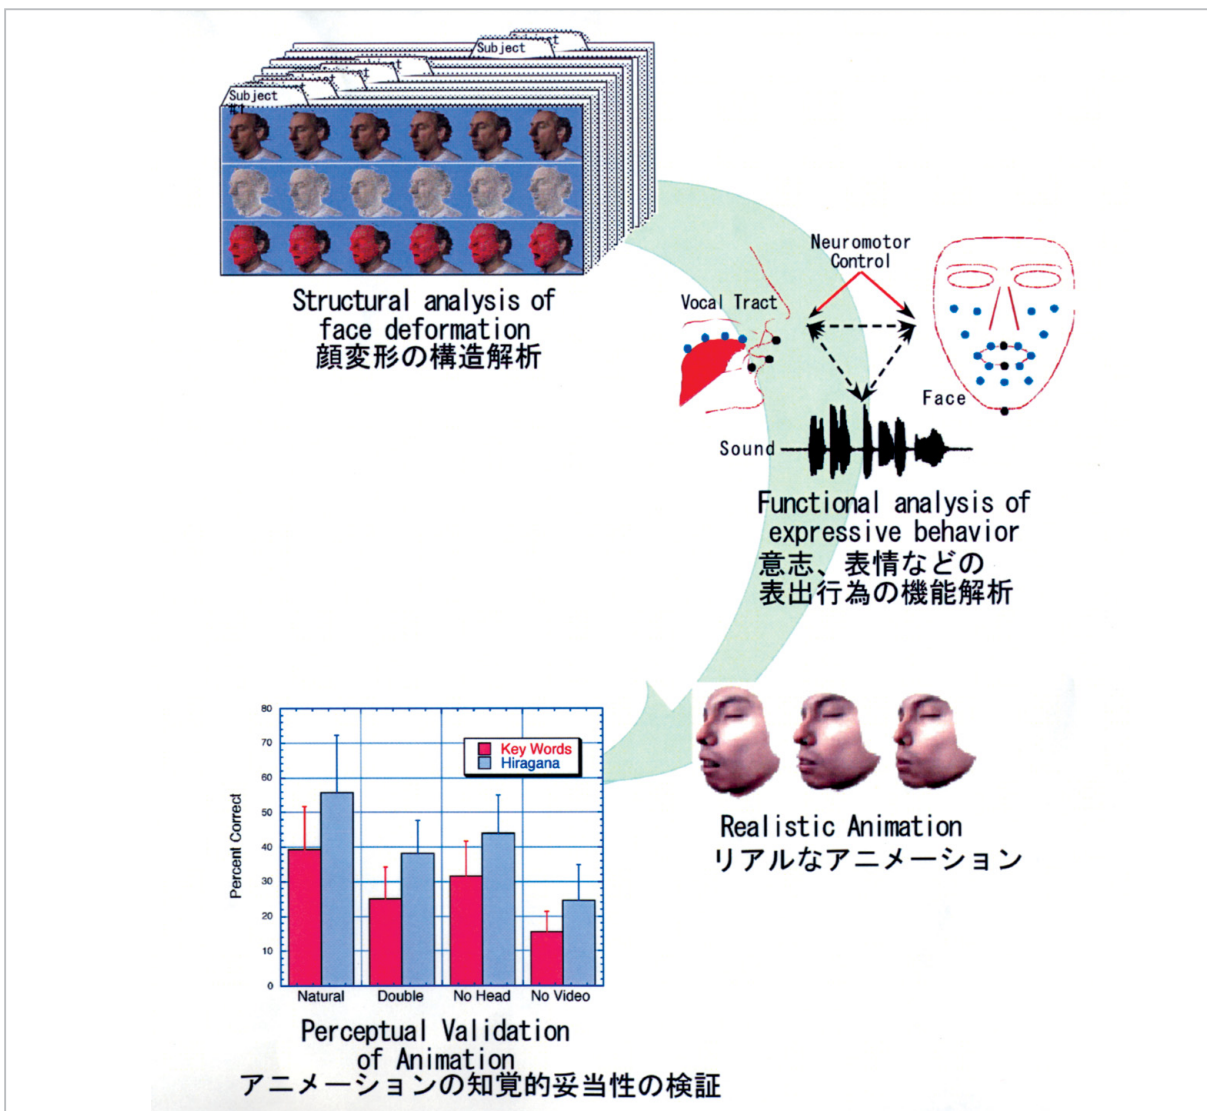 Subject
Subject
#1
Structural analysis of
face deformation
顔変形の構造解析
Neuromotor
Control
Vocal Tract
Face
Sound
Functional analysis of
expressive behavior
意志、表情などの
表出行為の機能解析
Realistic Animation
リアルなアニメーション
80
70
60
50
40
30
20
10
0
Percent Correct
Key Words
Hiragana
Natural
Double
No Head
No Video
Perceptual Validation
of Animation
アニメーションの知覚的妥当性の検証